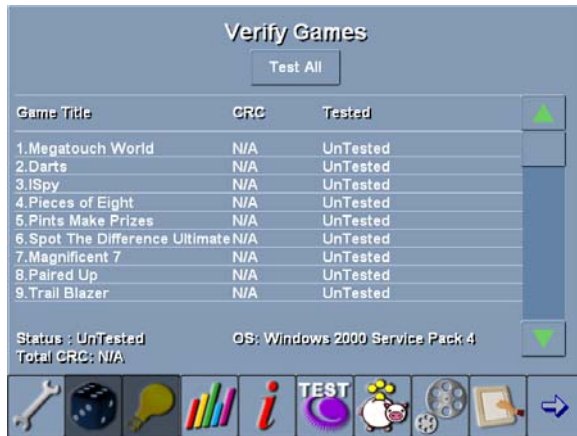 Verify Games
Test All
Game Title CRC Tested
1.Megatouch World N/A UnTested
2.Darts N/A UnTested
3.ISpy N/A UnTested
4.Pieces of Eight N/A UnTested
5.Pints Make Prizes N/A UnTested
6.Spot The Difference Ultimate N/A UnTested
7.Magnificent 7 N/A UnTested
8.Paired Up N/A UnTested
9.Trail Blazer N/A UnTested
Status : UnTested OS: Windows 2000 Service Pack 4
Total CRC: N/A
TEST